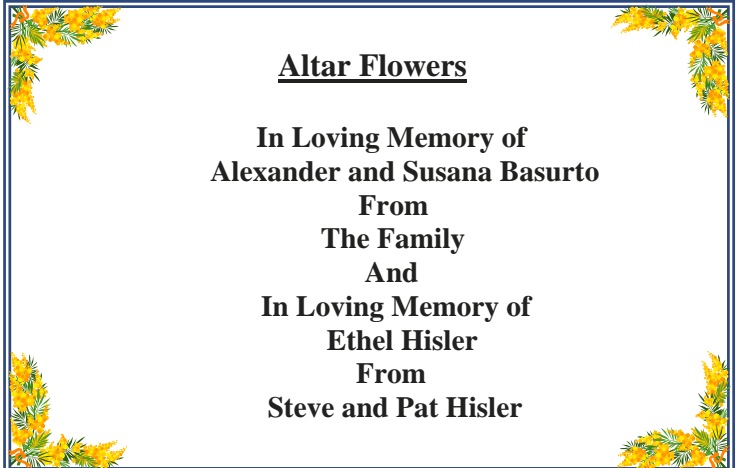 Altar Flowers
In Loving Memory of
Alexander and Susana Basurto
From
The Family
And
In Loving Memory of
Ethel Hisler
From
Steve and Pat Hisler